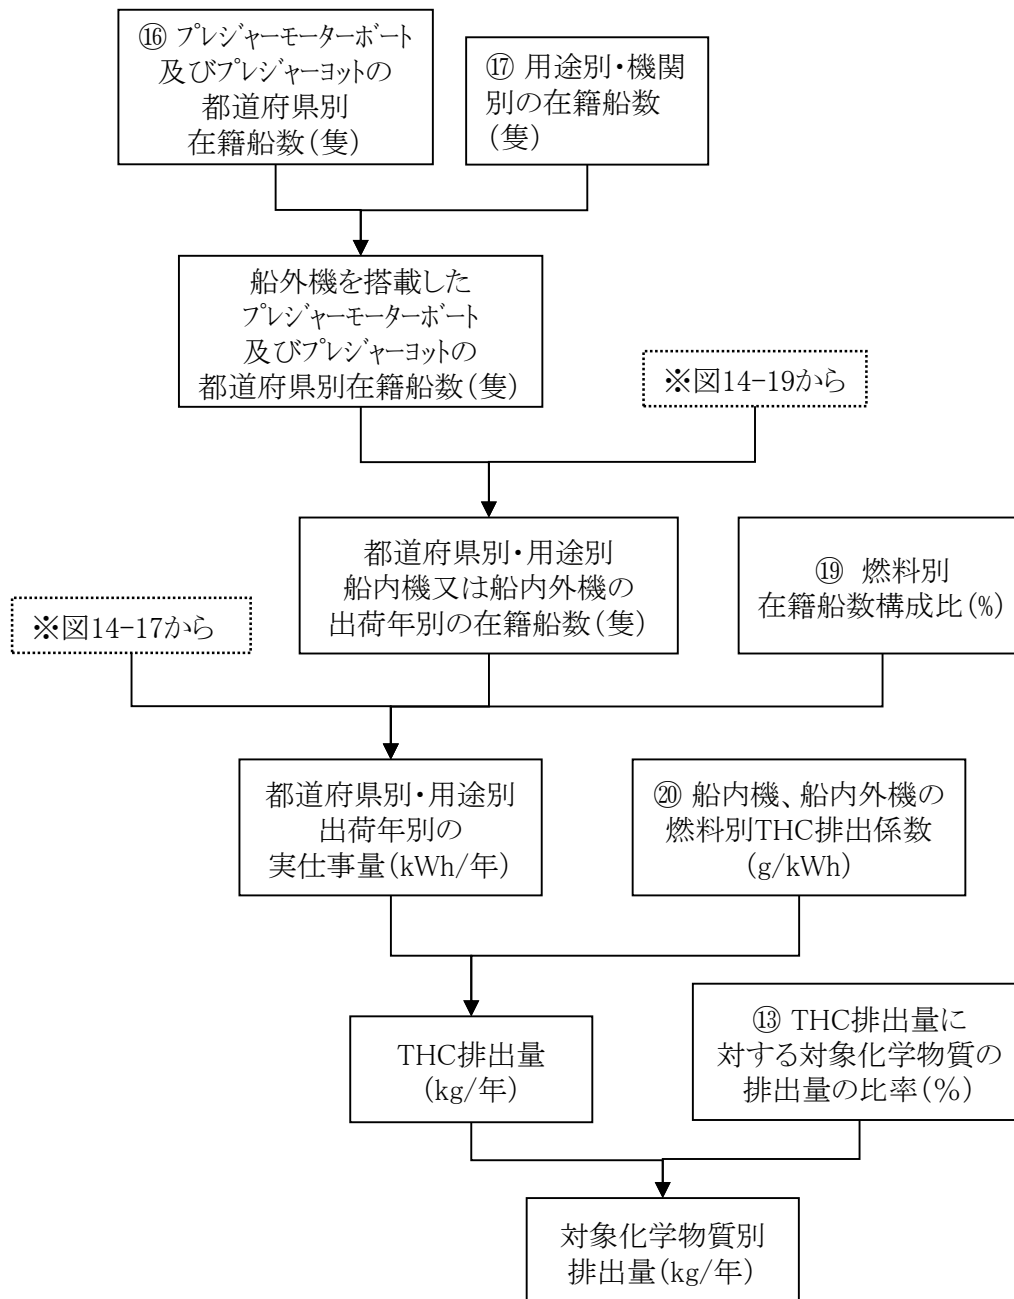 ⑯ プレジャーモーターボート
及びプレジャーヨットの
都道府県別
在籍船数(隻)
⑰ 用途別・機関
別の在籍船数
(隻)
船外機を搭載した
プレジャーモーターボート
及びプレジャーヨットの
都道府県別在籍船数(隻)
※図14-19から
都道府県別・用途別
船内機又は船内外機の
出荷年別の在籍船数(隻)
⑲ 燃料別
在籍船数構成比(%)
※図14-17から
都道府県別・用途別
出荷年別の
実仕事量(kWh/年)
⑳ 船内機、船内外機の
燃料別THC排出係数
(g/kWh)
THC排出量
(kg/年)
⑬ THC排出量に
対する対象化学物質の
排出量の比率(%)
対象化学物質別
排出量(kg/年)